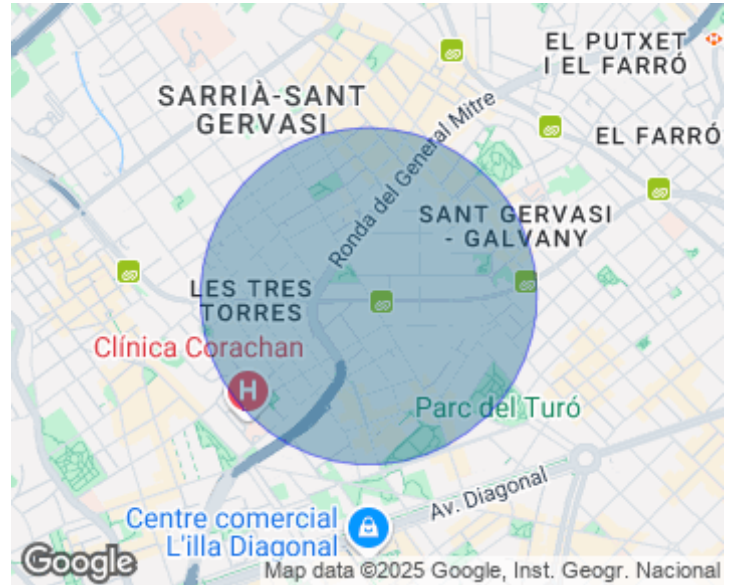 EL PUTXET
I EL FARRÓ
SARRIÀ-SANT
GERVASI
EL FARRÓ
Ronda del General Mitre
SANT GERVASI
- GALVANY
LES TRES
TORRES
Clínica Corachan
H
Parc del Turó
Av. Diagonal
Centre comercial
L'illa Diagonal
Google
Map data ©2025 Google, Inst. Geogr. Nacional